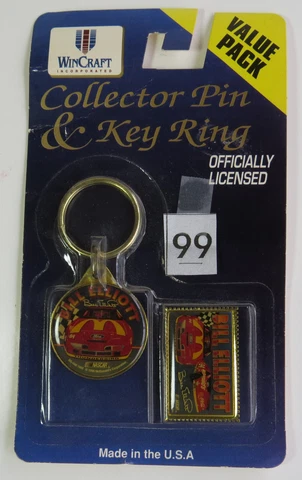 WINCRAFT
INCORPORATED
VALUE
PACK
Collector Pin
& Key Ring
OFFICIALLY
LICENSED
99
BILL ELLIOTT
BILL ELLIOTT
Made in the U.S.A